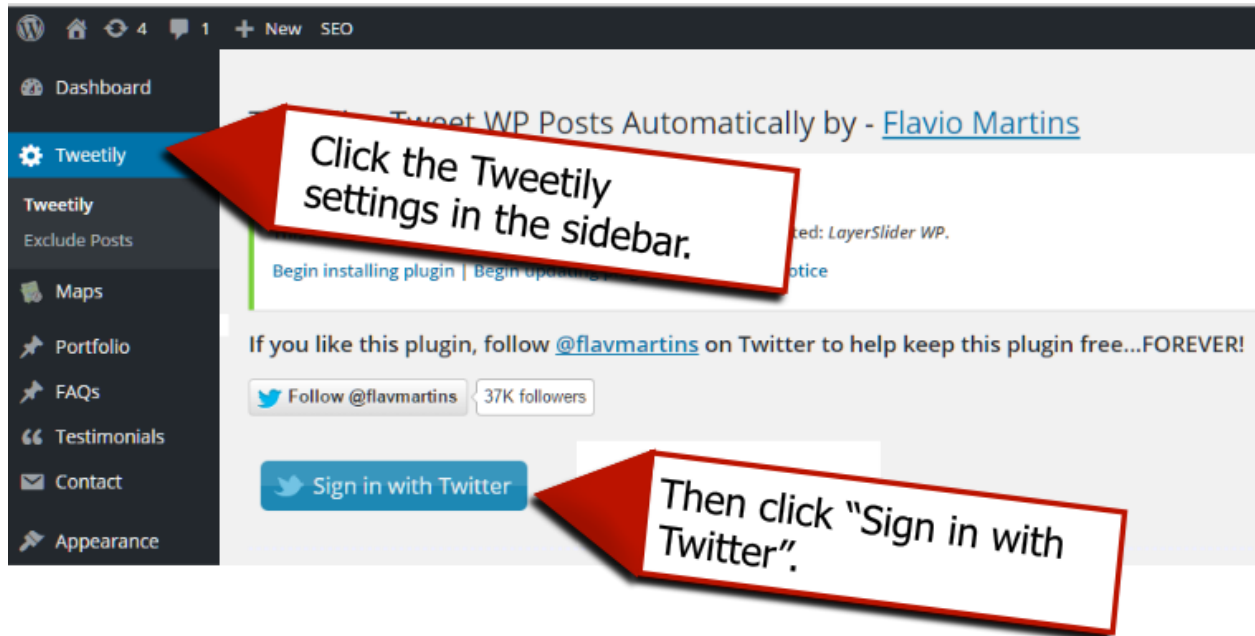 4 1 + New SEO
Dashboard
Tweetily
Tweetily
Exclude Posts
Maps
Portfolio
FAQs
Testimonials
Contact
Appearance
Tweet WP Posts Automatically by - Flavio Martins
Click the Tweetily
settings in the sidebar.
LayerSlider WP.
Begin installing plugin | Begin
If you like this plugin, follow @flavmartins on Twitter to help keep this plugin free...FOREVER!
Follow @flavmartins 37K followers
Sign in with Twitter
Then click “Sign in with
Twitter”.